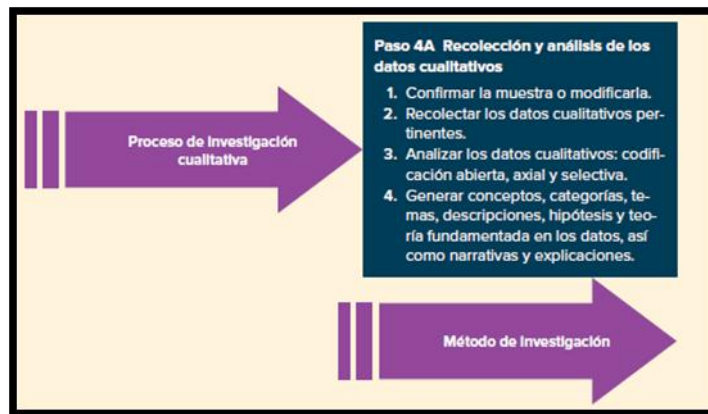 Paso 4A Recolección y análisis de los
datos cualitativos
1. Confirmar la muestra o modificarla.
2. Recolectar los datos cualitativos per-
tinentes.
3. Analizar los datos cualitativos: codifi-
cación abierta, axial y selectiva.
4. Generar conceptos, categorías, te-
mas, descripciones, hipótesis y teo-
ría fundamentada en los datos, así
como narrativas y explicaciones.
Proceso de investigación
cualitativa
Método de investigación